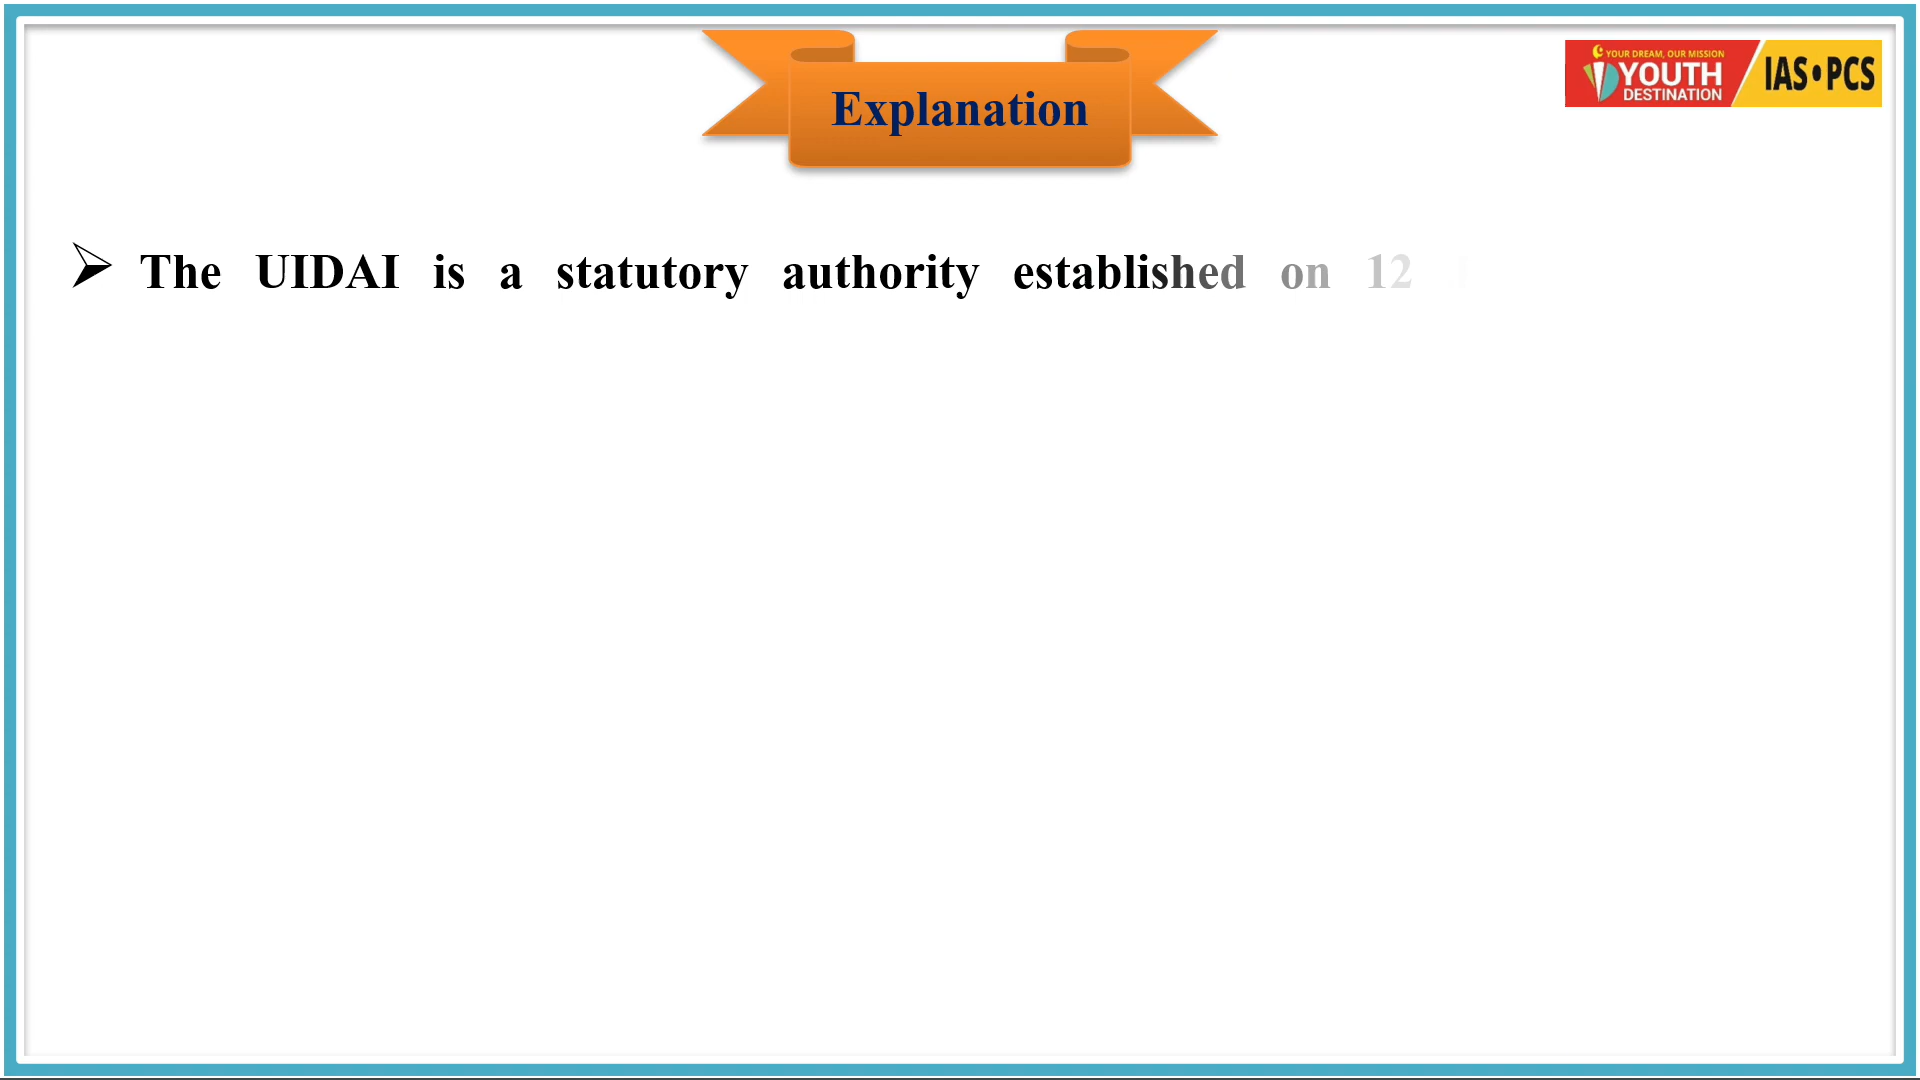 Explanation
YOUR DREAM, OUR MISSION
YOUTH
DESTINATION
IAS•PCS
➢ The UIDAI is a statutory authority established on 12